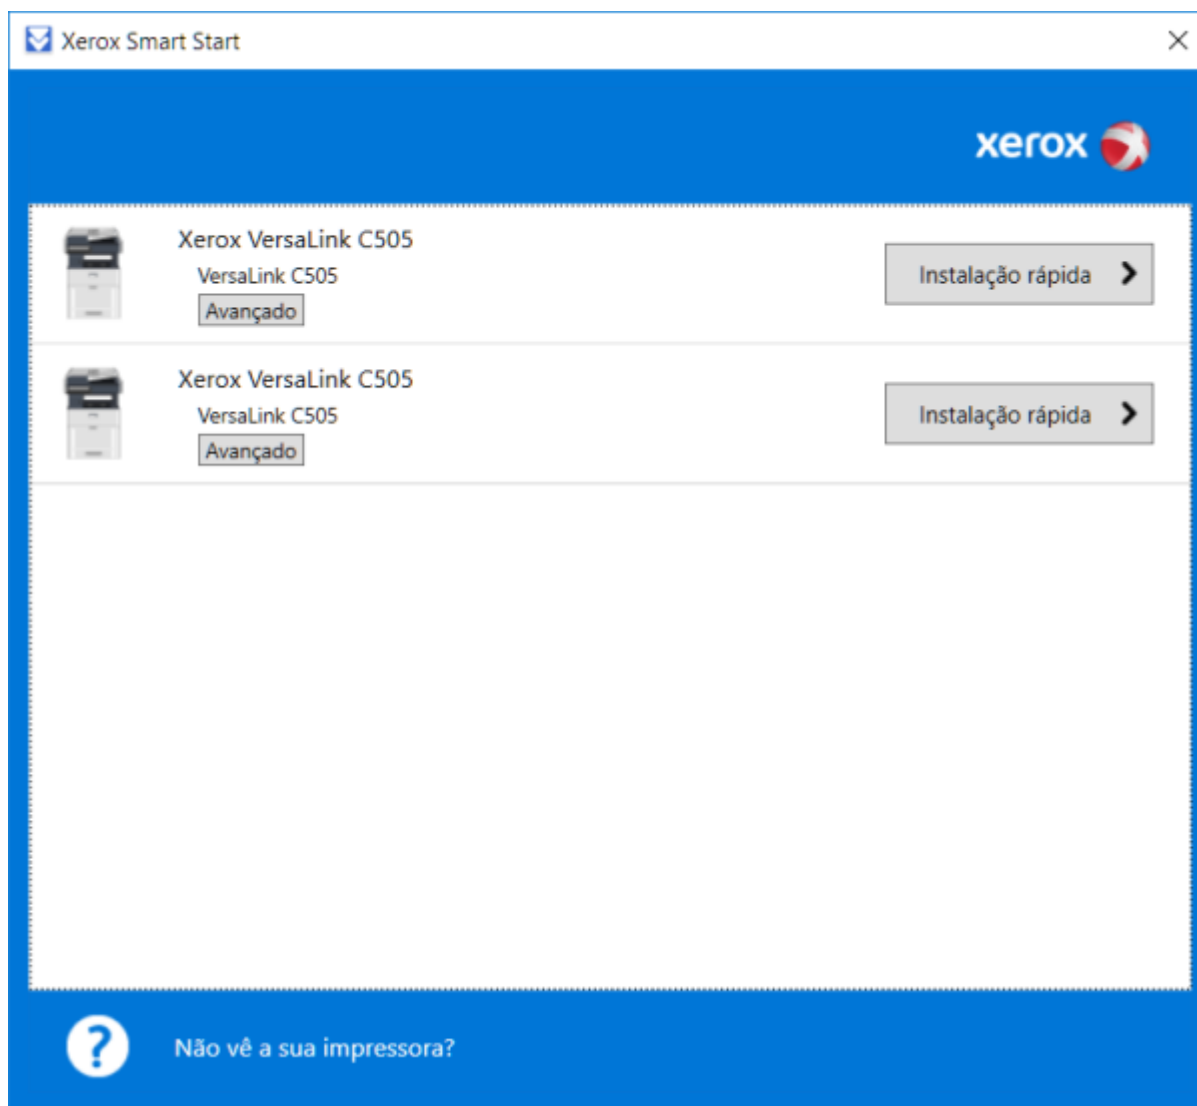 Xerox Smart Start
xerox
Xerox VersaLink C505
VersaLink C505
Avançado
Instalação rápida
Xerox VersaLink C505
VersaLink C505
Avançado
Instalação rápida
? Não vê a sua impressora?